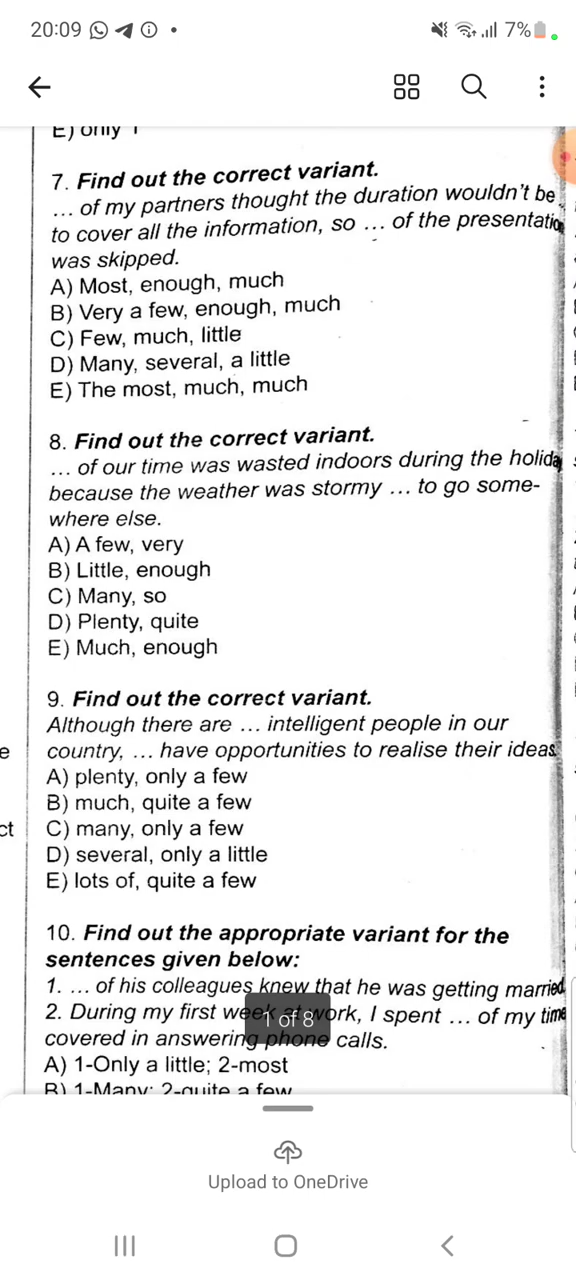 20:09
7%
E) only 1
7. Find out the correct variant.
... of my partners thought the duration wouldn't be
to cover all the information, so ... of the presentatio
was skipped.
A) Most, enough, much
B) Very a few, enough, much
C) Few, much, little
D) Many, several, a little
E) The most, much, much
8. Find out the correct variant.
... of our time was wasted indoors during the holiday
because the weather was stormy ... to go some-
where else.
A) A few, very
B) Little, enough
C) Many, so
D) Plenty, quite
E) Much, enough
9. Find out the correct variant.
Although there are ... intelligent people in our
e country, ... have opportunities to realise their ideas
A) plenty, only a few
B) much, quite a few
ct C) many, only a few
D) several, only a little
E) lots of, quite a few
10. Find out the appropriate variant for the
sentences given below:
1. ... of his colleagues knew that he was getting married
2. During my first week at work, I spent ... of my time
1 of 8
covered in answering phone calls.
A) 1-Only a little; 2-most
B) 1-Many; 2-quite a few
Upload to OneDrive